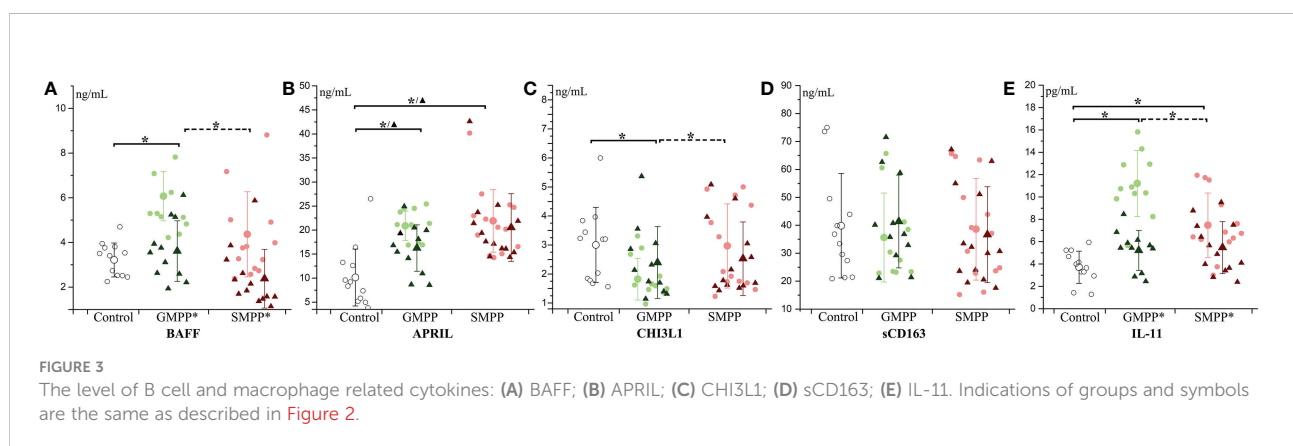 A
ng/mL
11
10
8
6
4
2
*
*
Control GMPP* SMPP*
BAFF
B
ng/mL
50
45
40
35
30
25
20
15
10
5
*/▲
*/▲
Control GMPP SMPP
APRIL
C
ng/mL
8
7
6
5
4
3
2
1
*
*
Control GMPP SMPP
CHI3L1
D
ng/mL
90
80
70
60
50
40
30
20
10
Control GMPP SMPP
sCD163
E
pg/mL
20
18
16
14
12
10
8
6
4
2
0
*
*
*
Control GMPP* SMPP*
IL-11
FIGURE 3
The level of B cell and macrophage related cytokines: (A) BAFF; (B) APRIL; (C) CHI3L1; (D) sCD163; (E) IL-11. Indications of groups and symbols
are the same as described in Figure 2.